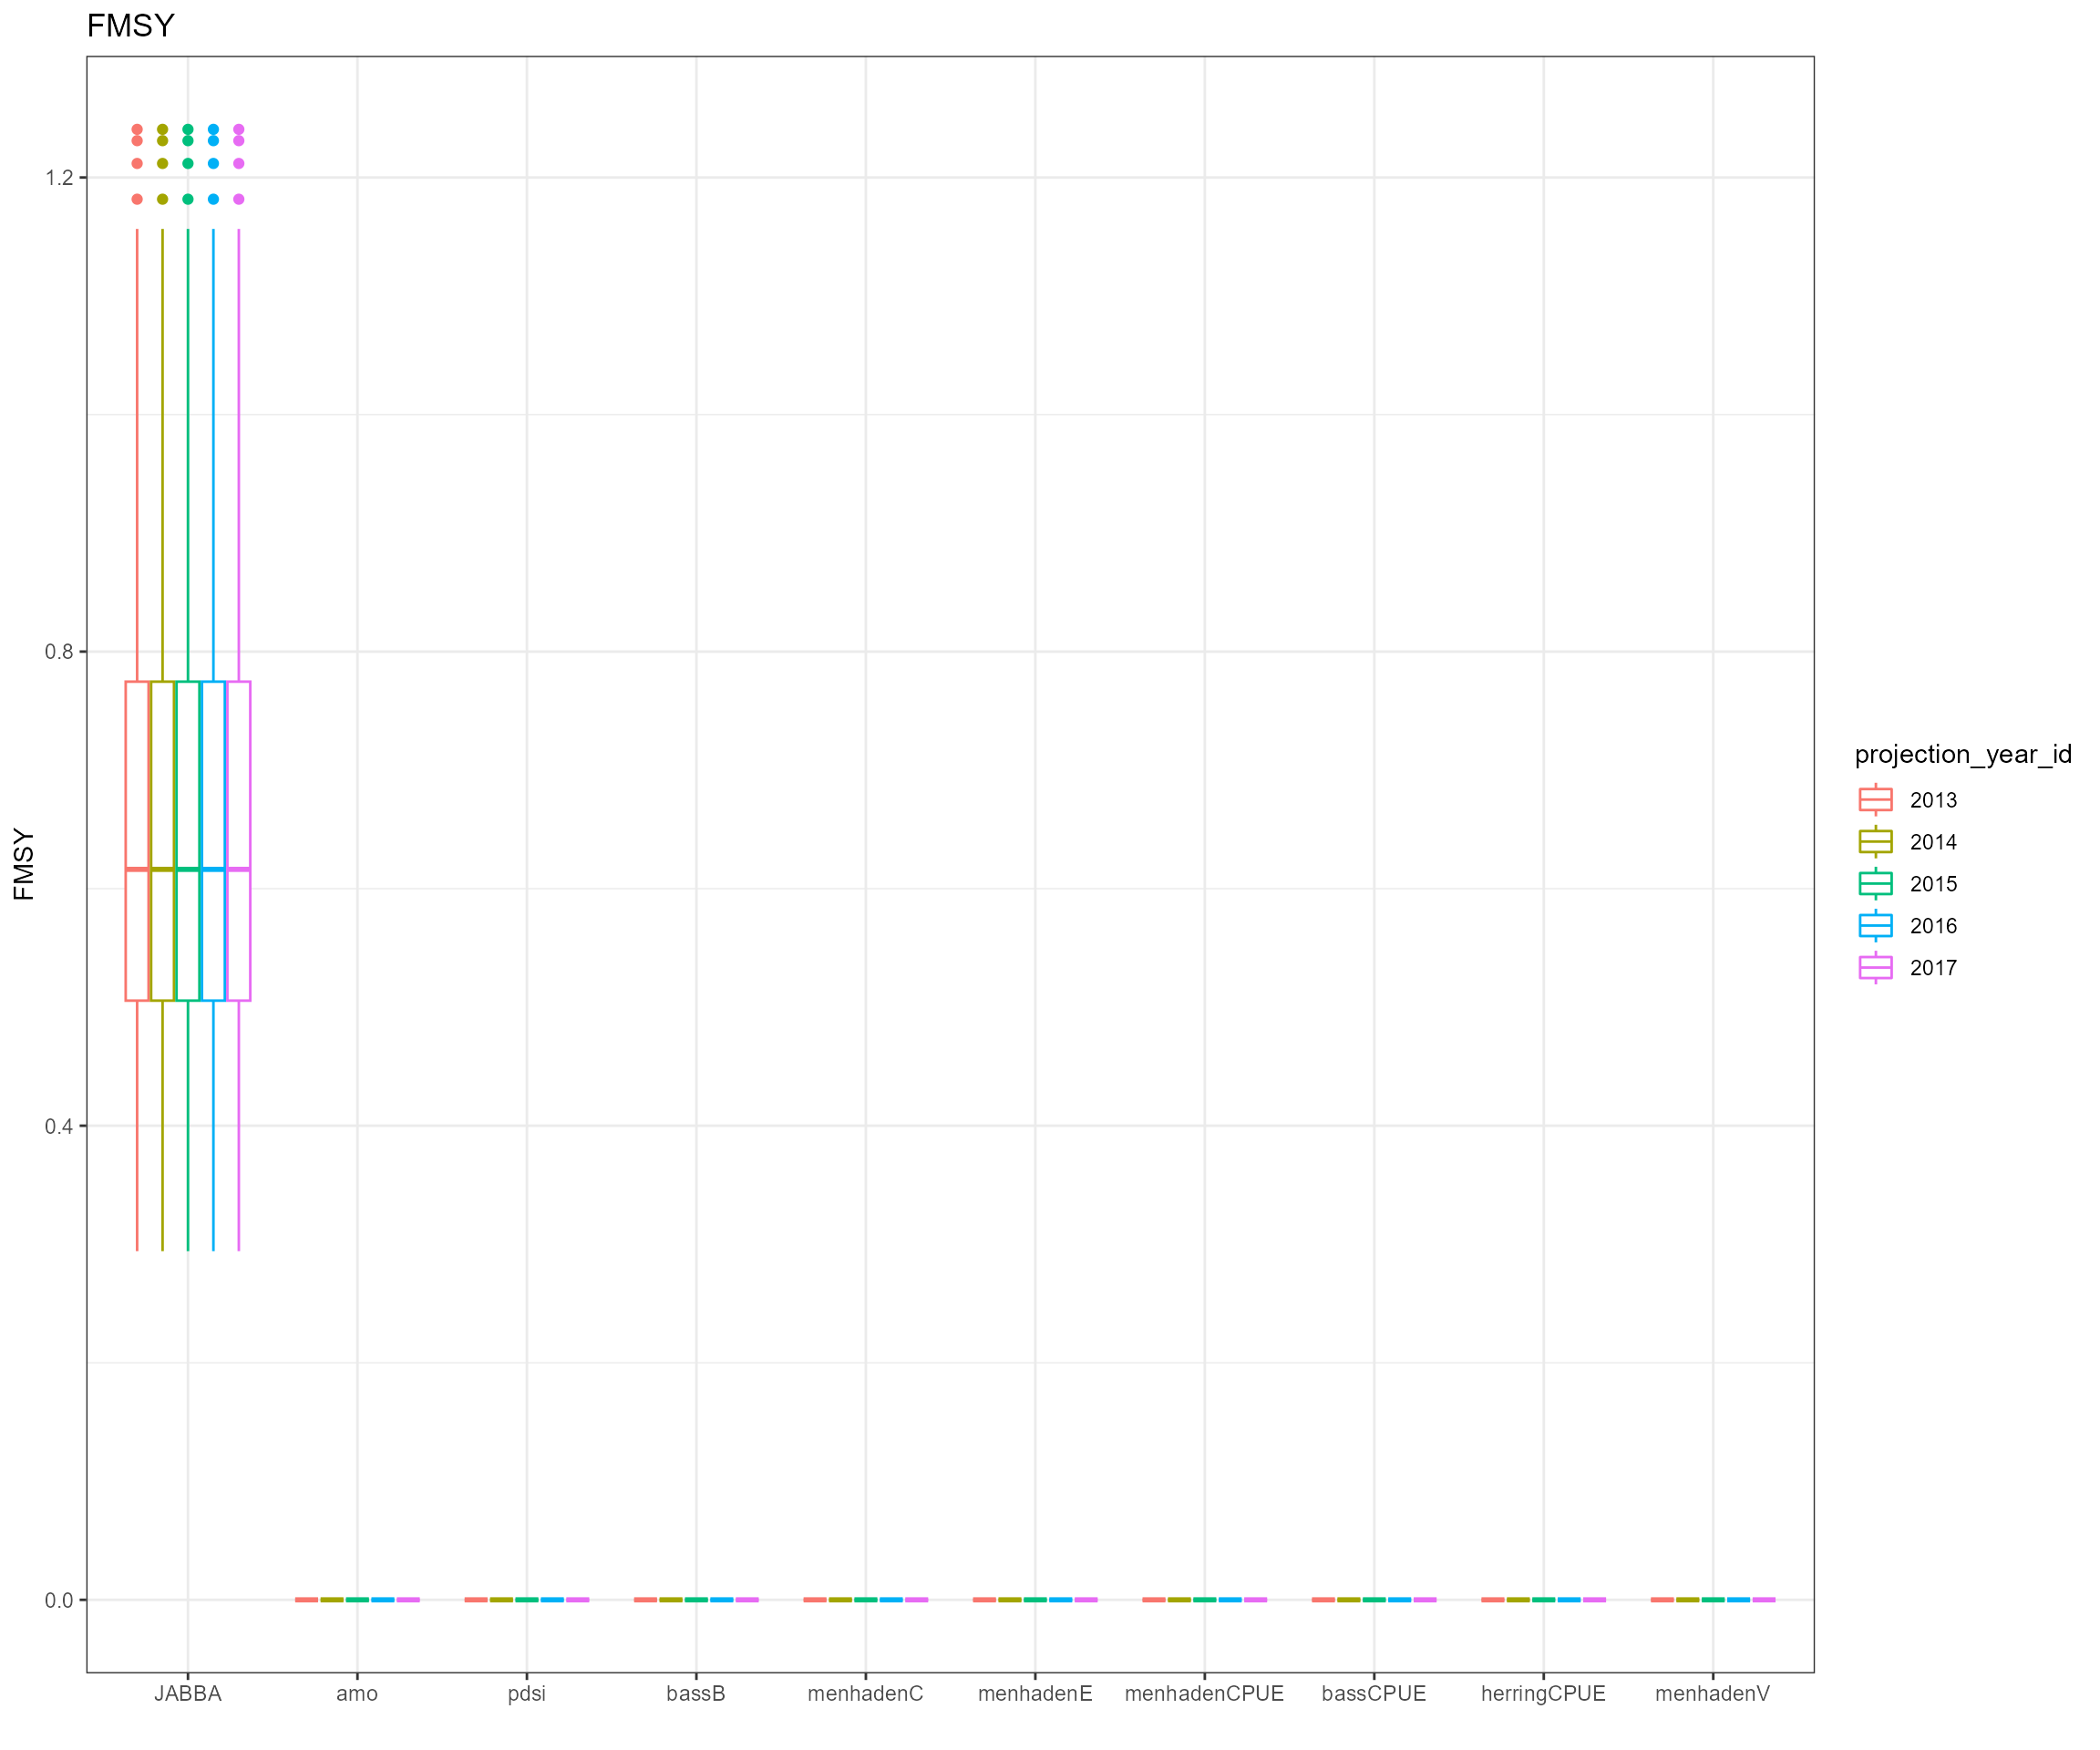 FMSY
1.2
0.8
0.4
0.0
FMSY
JABBA amo pdsi bassB menhadenC menhadenE menhadenCPUE bassCPUE herringCPUE menhadenV
projection_year_id
2013
2014
2015
2016
2017